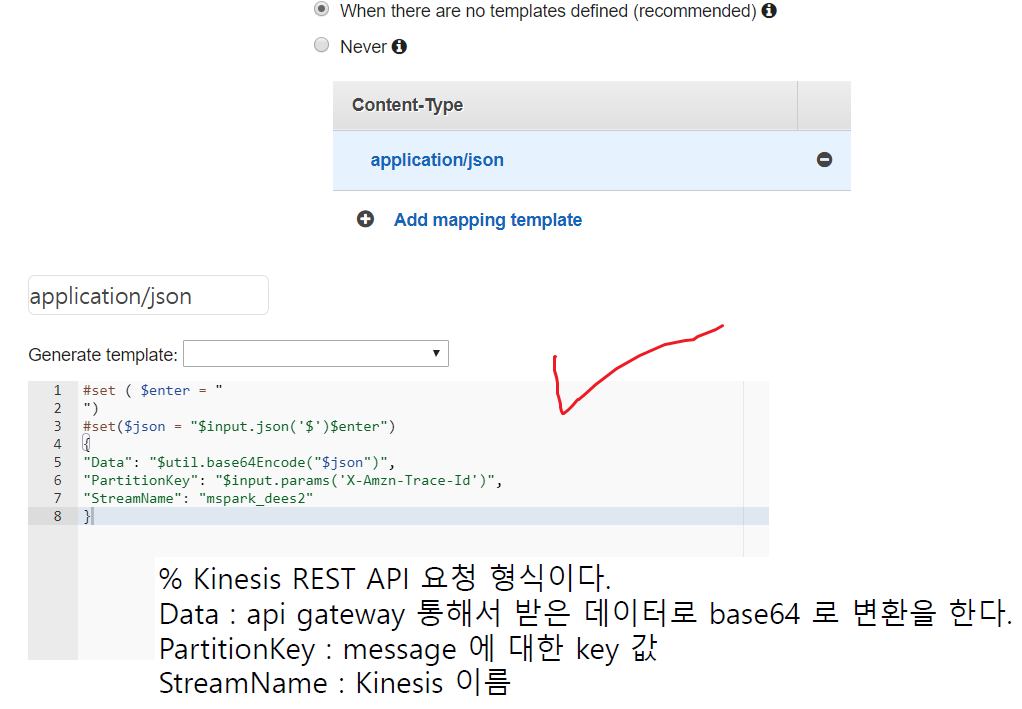 When there are no templates defined (recommended)
Never
Content-Type
application/json
Add mapping template
application/json
Generate template:
1 #set ( $enter = "
2 ")
3 #set($json = "$input.json('$')$enter")
4 {
5 "Data": "$util.base64Encode("$json")",
6 "PartitionKey": "$input.params('X-Amzn-Trace-Id')",
7 "StreamName": "mspark_dees2"
8 }
% Kinesis REST API 요청 형식이다.
Data : api gateway 통해서 받은 데이터로 base64 로 변환을 한다.
PartitionKey : message 에 대한 key 값
StreamName : Kinesis 이름